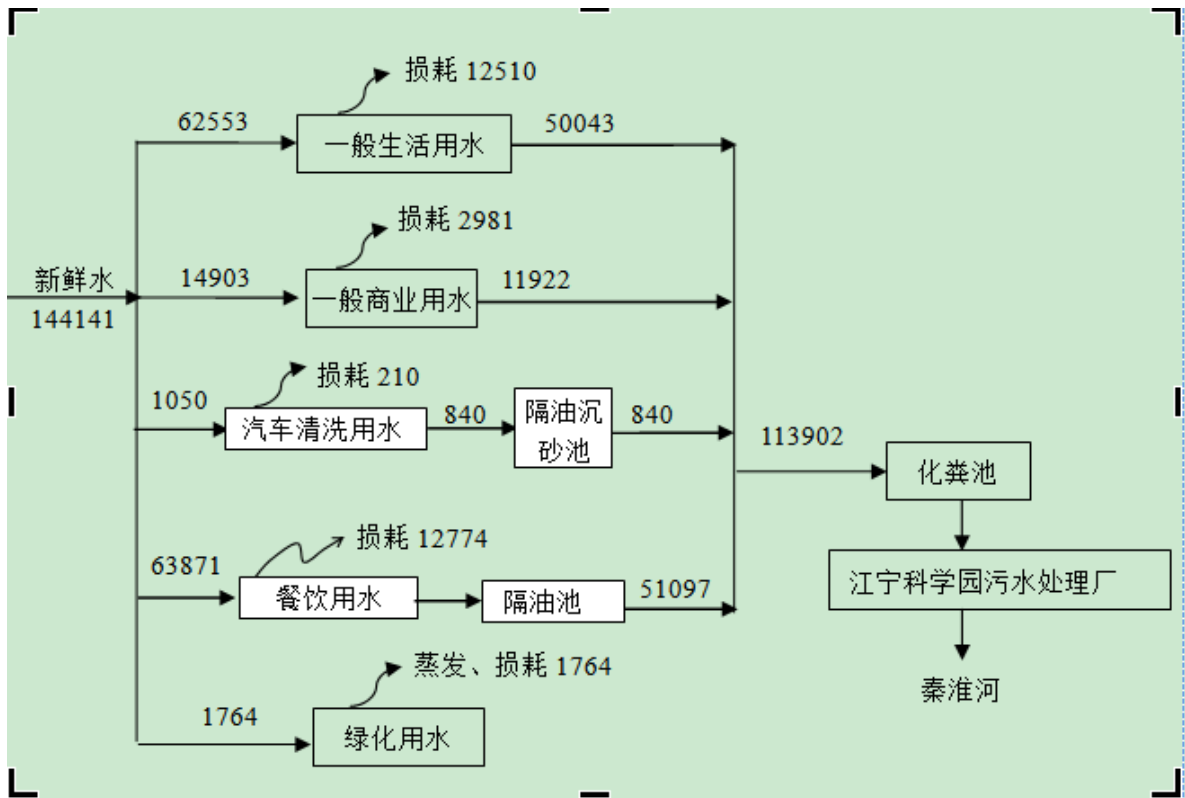 损耗 12510
62553
一般生活用水
50043
损耗 2981
新鲜水
14903
一般商业用水
11922
144141
损耗 210
1050
汽车清洗用水
840
隔油沉
砂池
840
113902
化粪池
损耗 12774
63871
餐饮用水
隔油池
51097
江宁科学园污水处理厂
蒸发、损耗 1764
秦淮河
1764
绿化用水